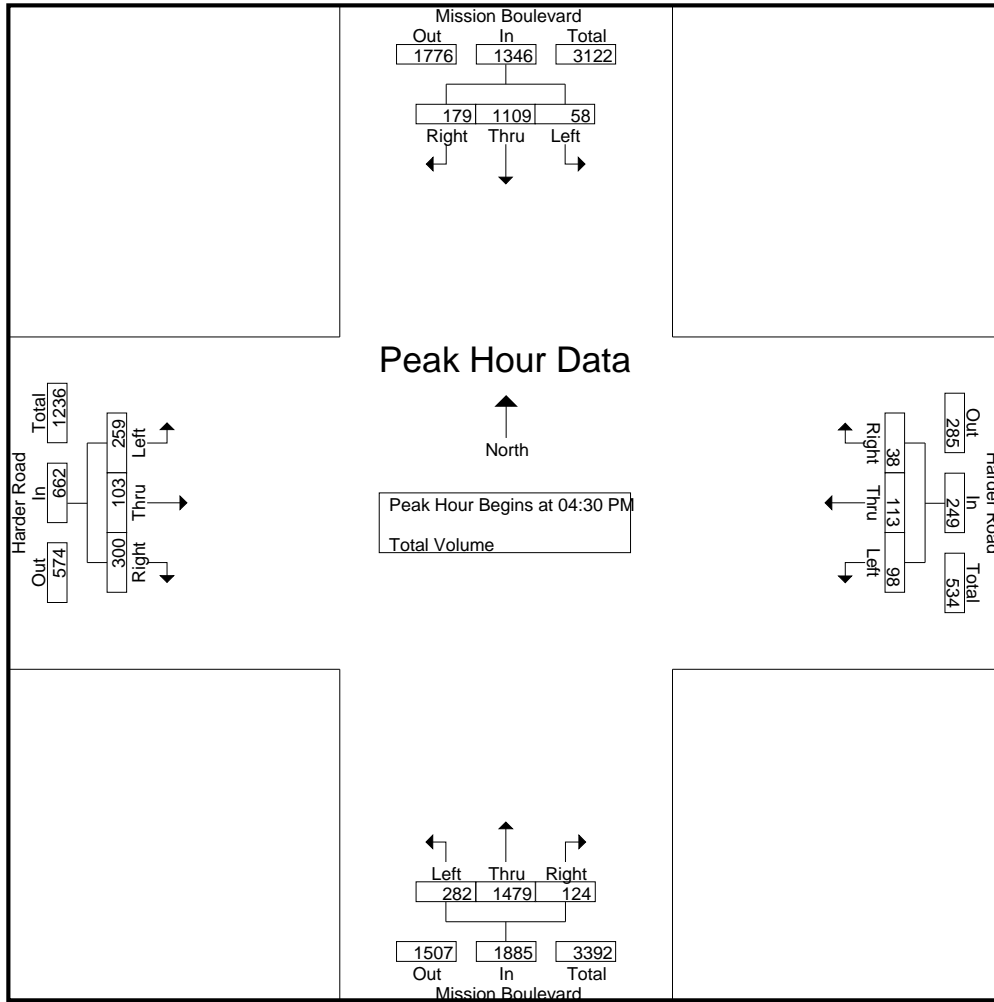 Mission Boulevard
Out In Total
1776 1346 3122
179 1109 58
Right Thru Left
Peak Hour Data
North
Peak Hour Begins at 04:30 PM
Total Volume
Harder Road
Total In Out
1236 662 574
259 103 300
Left Thru Right
Right Thru Left
38 113 98
Out In Total
285 249 534
Harder Road
Left Thru Right
282 1479 124
1507 1885 3392
Out In Total
Mission Boulevard